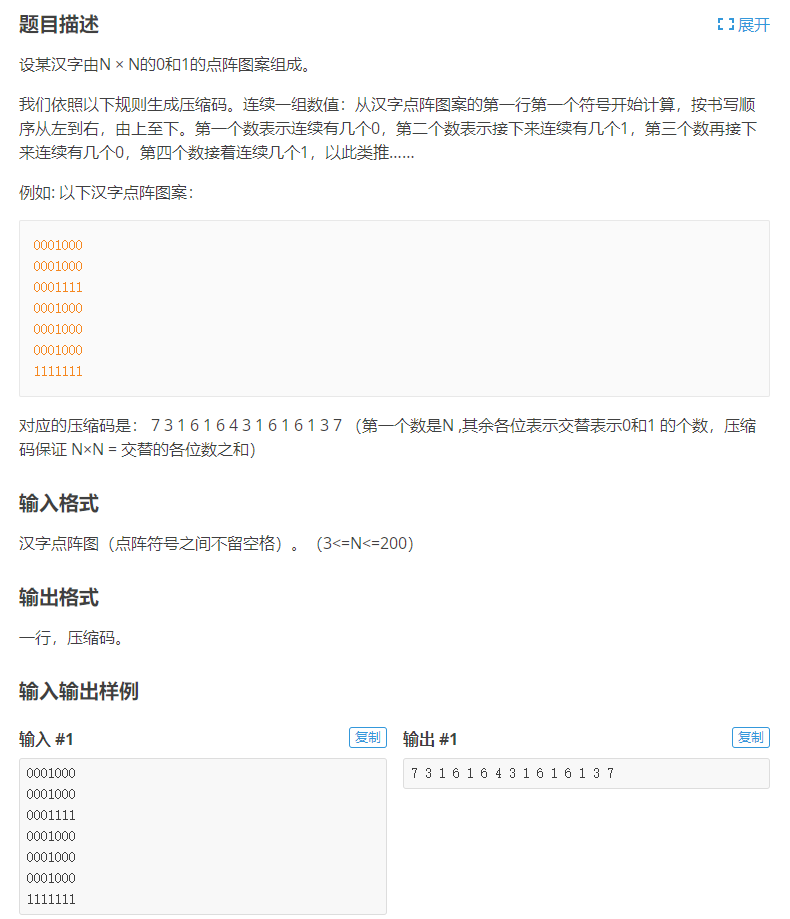 题目描述
展开
设某汉字由N × N的0和1的点阵图案组成。
我们依照以下规则生成压缩码。连续一组数值：从汉字点阵图案的第一行第一个符号开始计算，按书写顺
序从左到右，由上至下。第一个数表示连续有几个0，第二个数表示接下来连续有几个1，第三个数再接下
来连续有几个0，第四个数接着连续几个1，以此类推……
例如: 以下汉字点阵图案：
0001000
0001000
0001111
0001000
0001000
0001000
1111111
对应的压缩码是： 7 3 1 6 1 6 4 3 1 6 1 6 1 3 7 （第一个数是N ,其余各位表示交替表示0和1 的个数，压缩
码保证 N×N = 交替的各位数之和）
输入格式
汉字点阵图（点阵符号之间不留空格）。（3<=N<=200）
输出格式
一行，压缩码。
输入输出样例
输入 #1
复制
0001000
0001000
0001111
0001000
0001000
0001000
1111111
输出 #1
复制
7 3 1 6 1 6 4 3 1 6 1 6 1 3 7